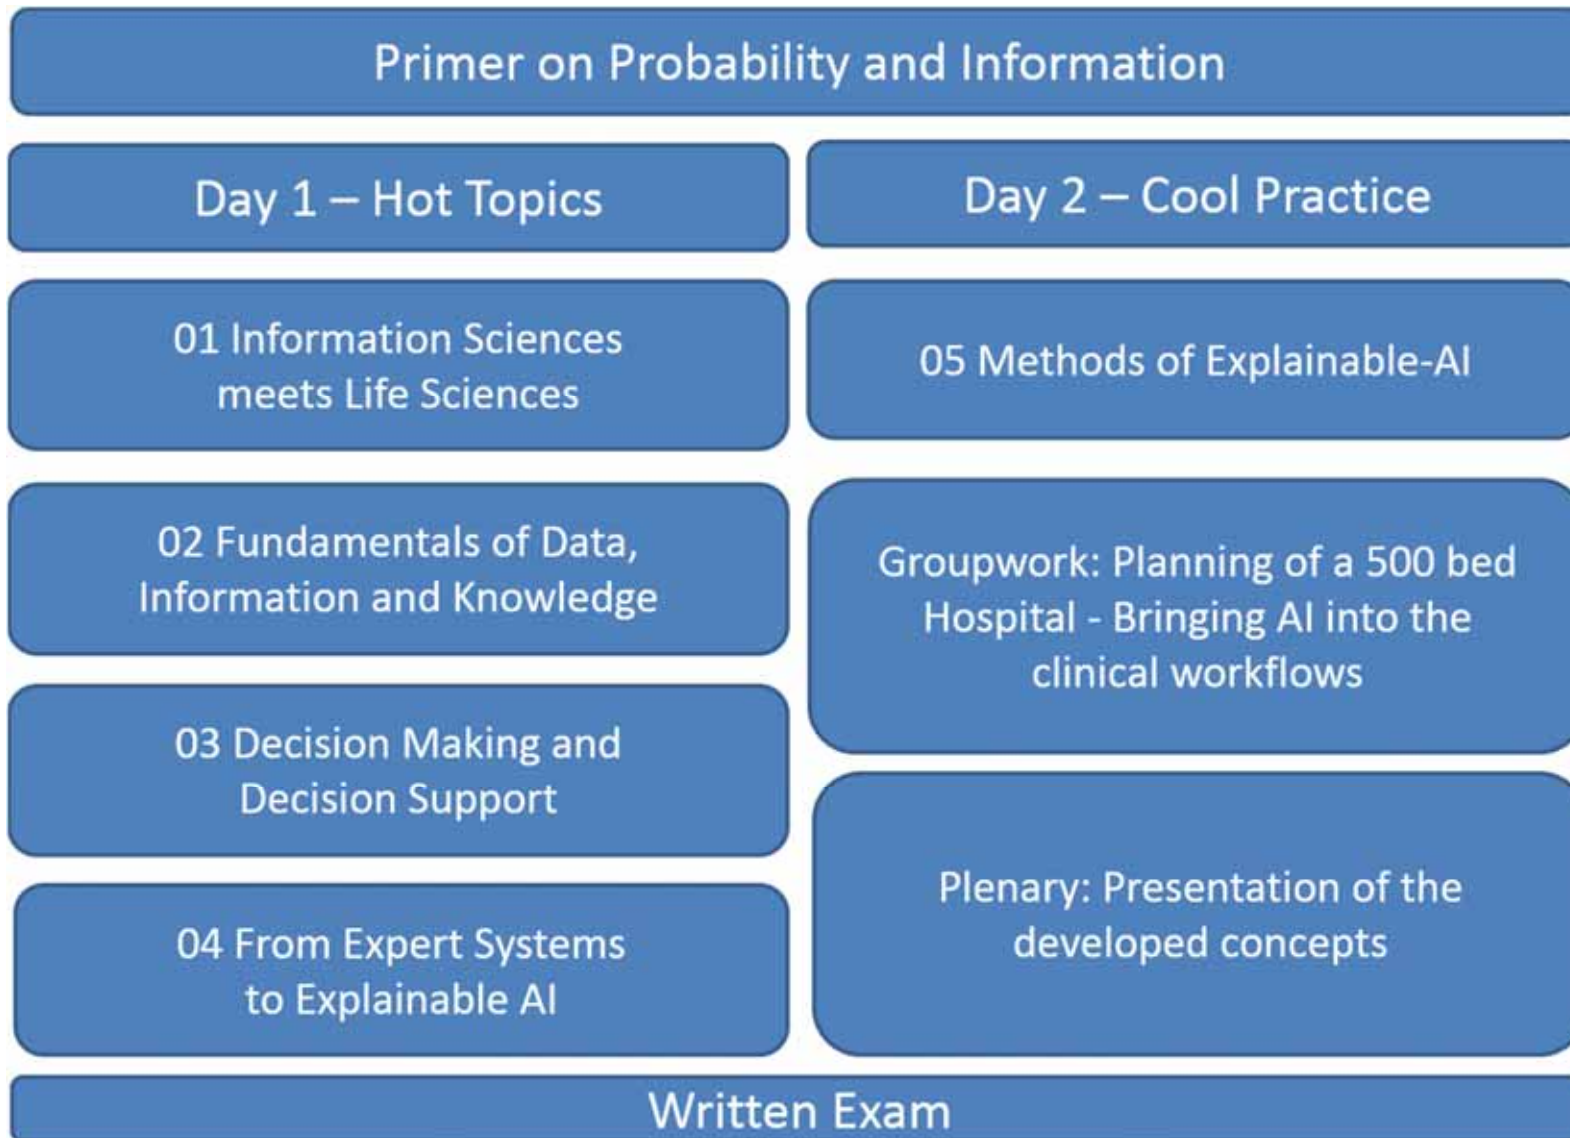 Primer on Probability and Information
Day 1 – Hot Topics
01 Information Sciences
meets Life Sciences
02 Fundamentals of Data,
Information and Knowledge
03 Decision Making and
Decision Support
04 From Expert Systems
to Explainable AI
Day 2 – Cool Practice
05 Methods of Explainable-AI
Groupwork: Planning of a 500 bed
Hospital - Bringing AI into the
clinical workflows
Plenary: Presentation of the
developed concepts
Written Exam